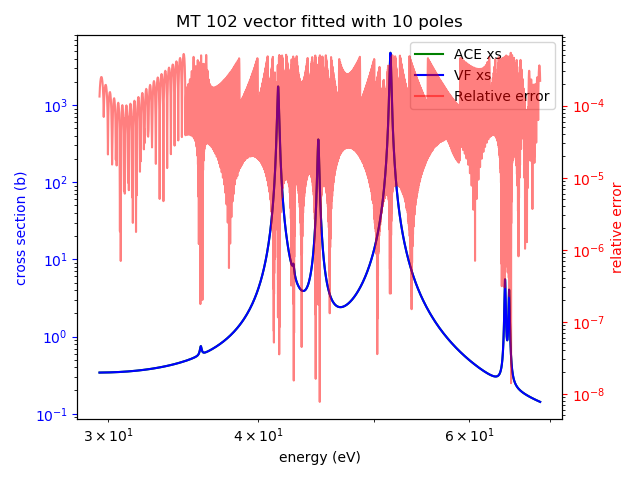 MT 102 vector fitted with 10 poles
ACE xs
VF xs
Relative error
cross section (b)
10³
10²
10¹
10⁰
10⁻¹
10⁻⁴
10⁻⁵
10⁻⁶
10⁻⁷
10⁻⁸
relative error
3 × 10¹
4 × 10¹
6 × 10¹
energy (eV)